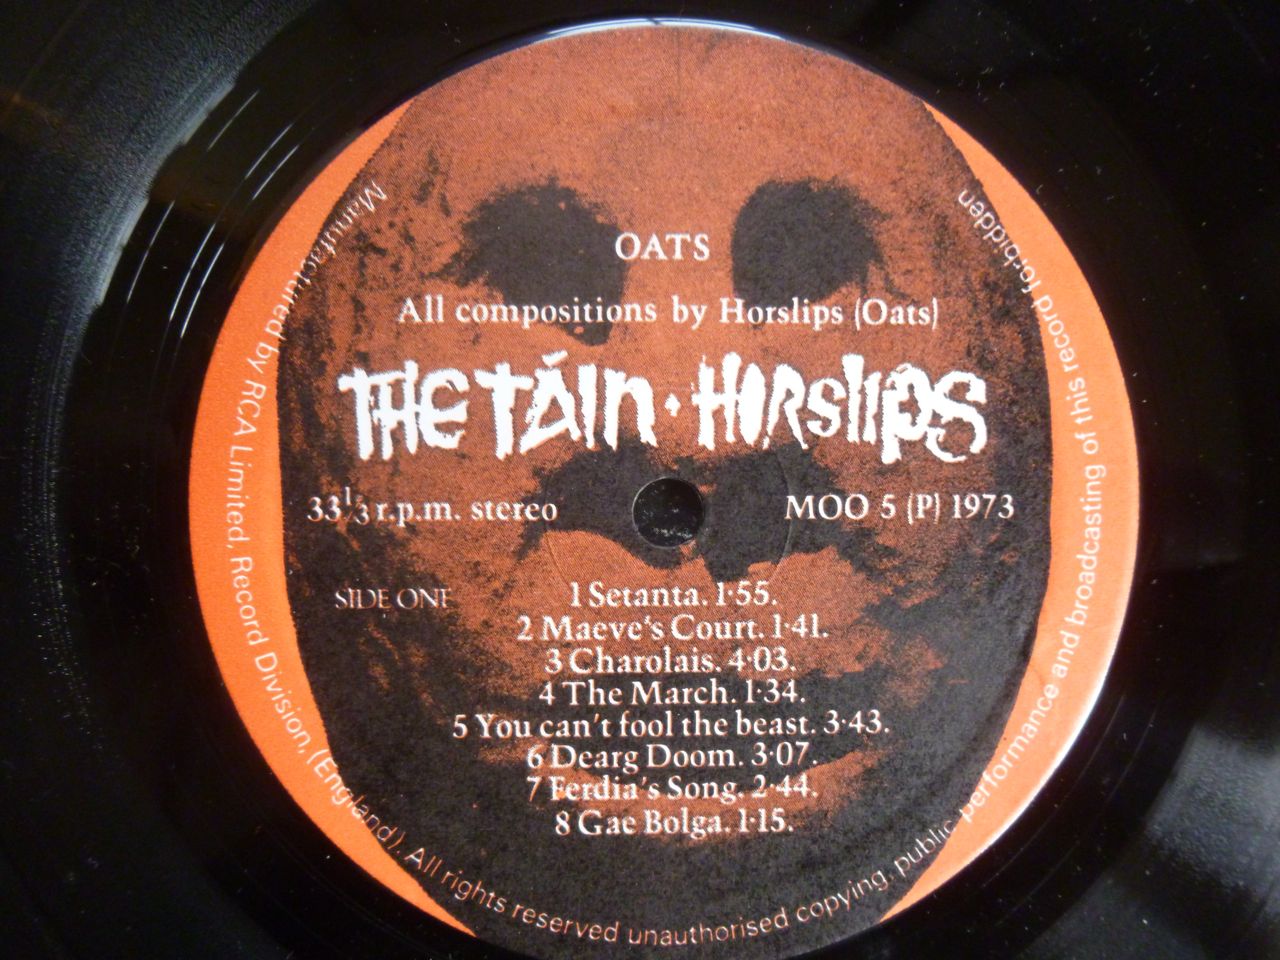 OATS
All compositions by Horslips (Oats)
THE TÁIN · HORSLIPS
33 1/3 r.p.m. stereo
MOO 5 (P) 1973
SIDE ONE
1 Setanta. 1·55.
2 Maeve's Court. 1·41.
3 Charolais. 4·03.
4 The March. 1·34.
5 You can't fool the beast. 3·43.
6 Dearg Doom. 3·07.
7 Ferdia's Song. 2·44.
8 Gae Bolga. 1·15.
Manufactured by RCA Limited, Record Division, (England). All rights reserved unauthorised copying, public performance and broadcasting of this record forbidden